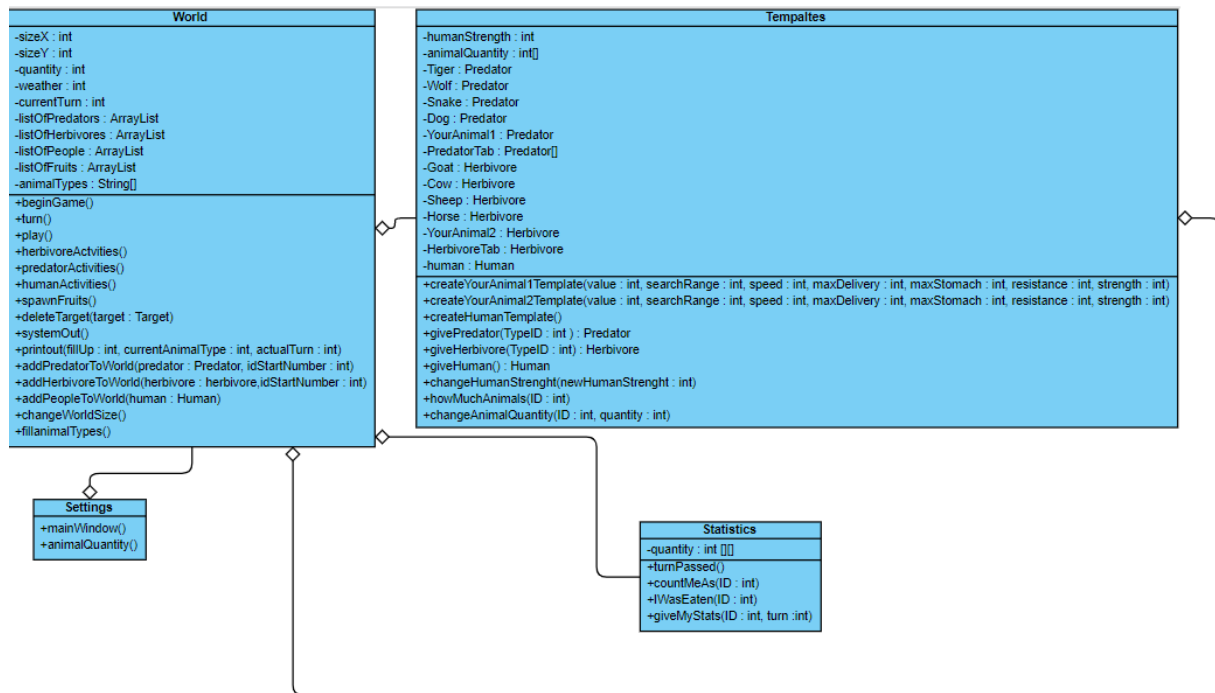 World
-sizeX : int
-sizeY : int
-quantity : int
-weather : int
-currentTurn : int
-listOfPredators : ArrayList
-listOfHerbivores : ArrayList
-listOfPeople : ArrayList
-listOfFruits : ArrayList
-animalTypes : String[]
+beginGame()
+turn()
+play()
+herbivoreActvities()
+predatorActivities()
+humanActivities()
+spawnFruits()
+deleteTarget(target : Target)
+systemOut()
+printout(fillUp : int, currentAnimalType : int, actualTurn : int)
+addPredatorToWorld(predator : Predator, idStartNumber : int)
+addHerbivoreToWorld(herbivore : herbivore,idStartNumber : int)
+addPeopleToWorld(human : Human)
+changeWorldSize()
+fillanimalTypes()
Tempaltes
-humanStrength : int
-animalQuantity : int[]
-Tiger : Predator
-Wolf : Predator
-Snake : Predator
-Dog : Predator
-YourAnimal1 : Predator
-PredatorTab : Predator[]
-Goat : Herbivore
-Cow : Herbivore
-Sheep : Herbivore
-Horse : Herbivore
-YourAnimal2 : Herbivore
-HerbivoreTab : Herbivore
-human : Human
+createYourAnimal1Template(value : int, searchRange : int, speed : int, maxDelivery : int, maxStomach : int, resistance : int, strength : int)
+createYourAnimal2Template(value : int, searchRange : int, speed : int, maxDelivery : int, maxStomach : int, resistance : int, strength : int)
+createHumanTemplate()
+givePredator(TypeID : int ) : Predator
+giveHerbivore(TypeID : int) : Herbivore
+giveHuman() : Human
+changeHumanStrenght(newHumanStrenght : int)
+howMuchAnimals(ID : int)
+changeAnimalQuantity(ID : int, quantity : int)
Settings
+mainWindow()
+animalQuantity()
Statistics
-quantity : int [][]
+turnPassed()
+countMeAs(ID : int)
+IWasEaten(ID : int)
+giveMyStats(ID : int, turn :int)